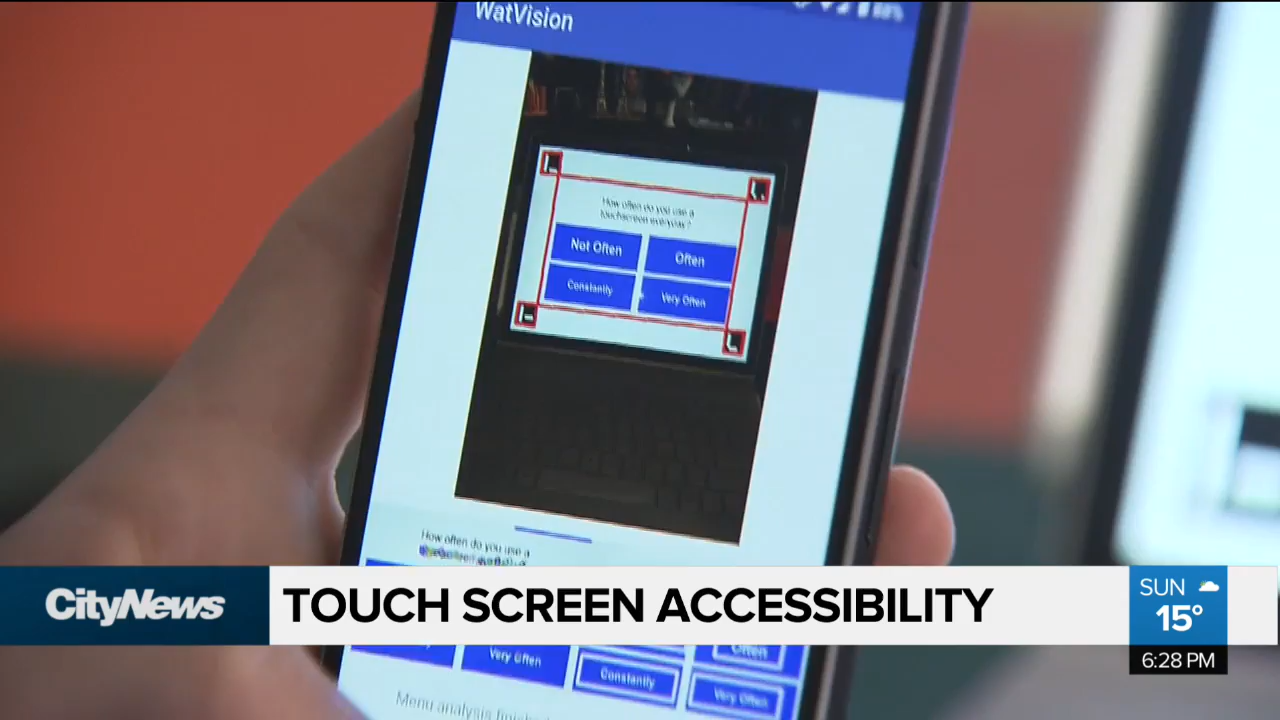 WatVision
How often do you use a
touchscreen everyday?
Not Often
Often
Constantly
Very Often
How often do you use a
CityNews
TOUCH SCREEN ACCESSIBILITY
SUN
15°
6:28 PM
Very Often
Constantly
Often
Very Often
Menu analysis